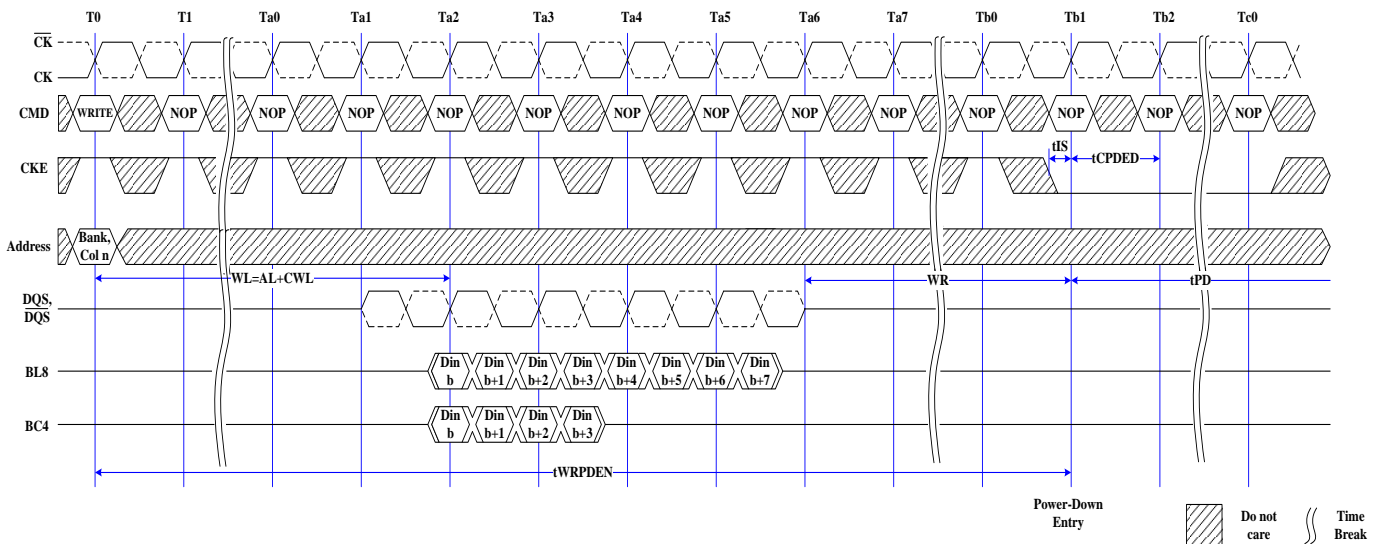 T0 T1 Ta0 Ta1 Ta2 Ta3 Ta4 Ta5 Ta6 Ta7 Tb0 Tb1 Tb2 Tc0
CK
CK
CMD WRITE NOP NOP NOP NOP NOP NOP NOP NOP NOP NOP NOP NOP NOP
tIS
CKE tCPDED
Address Bank,
Col n
WL=AL+CWL WR tPD
DQS,
DQS
BL8 Din b Din b+1 Din b+2 Din b+3 Din b+4 Din b+5 Din b+6 Din b+7
BC4 Din b Din b+1 Din b+2 Din b+3
tWRPDEN
Power-Down
Entry
Do not
care
Time
Break